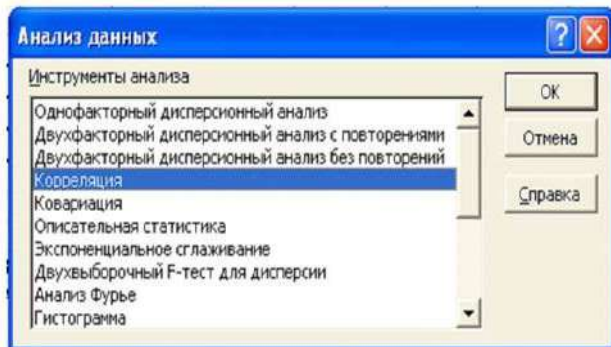 Анализ данных
Инструменты анализа
Однофакторный дисперсионный анализ
Двухфакторный дисперсионный анализ с повторениями
Двухфакторный дисперсионный анализ без повторений
Корреляция
Ковариация
Описательная статистика
Экспоненциальное сглаживание
Двухвыборочный F-тест для дисперсии
Анализ Фурье
Гистограмма
ОК
Отмена
Справка